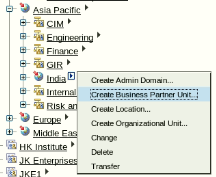 Asia Pacific
CIM
Engineering
Finance
GIR
India
Internal
Risk an
Europe
Middle Eas
HK Institute
JK Enterprises
JKE1
Create Admin Domain...
Create Business Partner Unit...
Create Location...
Create Organizational Unit...
Change
Delete
Transfer